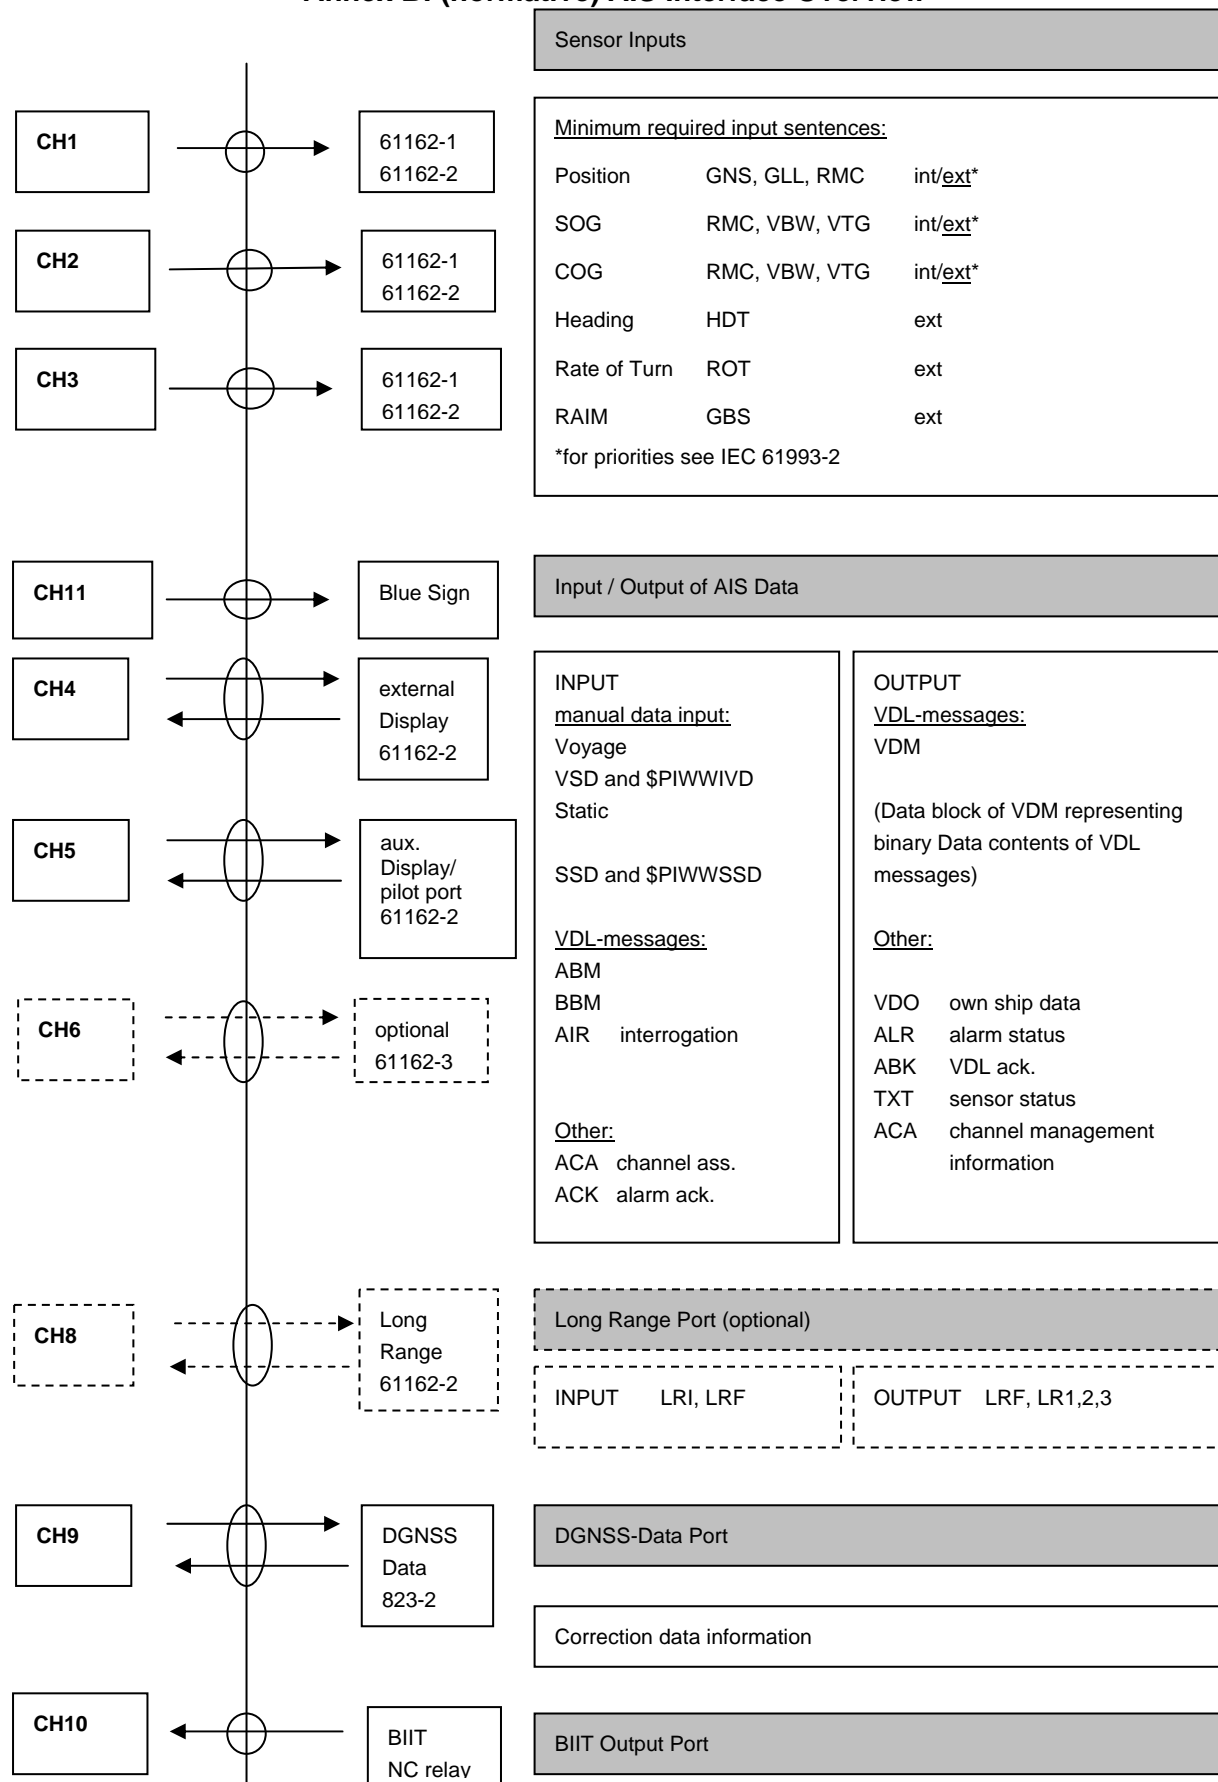 Sensor Inputs
CH1
61162-1
61162-2
Minimum required input sentences:
Position GNS, GLL, RMC int/ext*
SOG RMC, VBW, VTG int/ext*
COG RMC, VBW, VTG int/ext*
Heading HDT ext
Rate of Turn ROT ext
RAIM GBS ext
*for priorities see IEC 61993-2
CH2
61162-1
61162-2
CH3
61162-1
61162-2
CH11
Blue Sign
Input / Output of AIS Data
CH4
external
Display
61162-2
CH5
aux.
Display/
pilot port
61162-2
CH6
optional
61162-3
INPUT
manual data input:
Voyage
VSD and $PIWWIVD
Static
SSD and $PIWWSSD
VDL-messages:
ABM
BBM
AIR interrogation
Other:
ACA channel ass.
ACK alarm ack.
OUTPUT
VDL-messages:
VDM
(Data block of VDM representing
binary Data contents of VDL
messages)
Other:
VDO own ship data
ALR alarm status
ABK VDL ack.
TXT sensor status
ACA channel management
information
CH8
Long
Range
61162-2
Long Range Port (optional)
INPUT LRI, LRF
OUTPUT LRF, LR1,2,3
CH9
DGNSS
Data
823-2
DGNSS-Data Port
Correction data information
CH10
BIIT
NC relay
BIIT Output Port